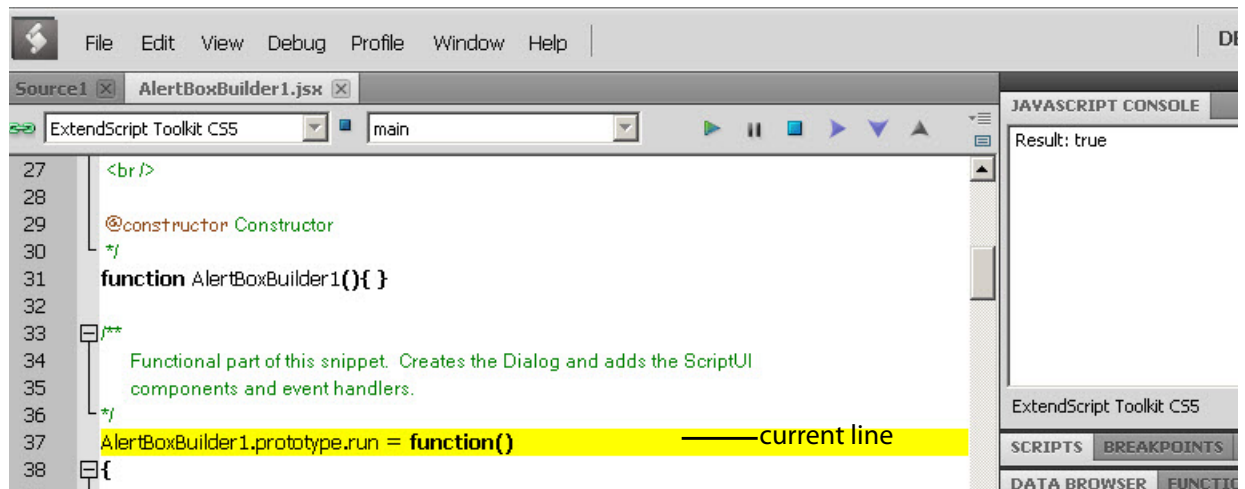 File Edit View Debug Profile Window Help
Source1 AlertBoxBuilder1.jsx
ExtendScript Toolkit CS5 main
27 <br />
28
29 @constructor Constructor
30 */
31 function AlertBoxBuilder1(){ }
32
33 /**
34 Functional part of this snippet. Creates the Dialog and adds the ScriptUI
35 components and event handlers.
36 */
37 AlertBoxBuilder1.prototype.run = function() current line
38 {
JAVASCRIPT CONSOLE
Result: true
ExtendScript Toolkit CS5
SCRIPTS BREAKPOINTS
DATA BROWSER